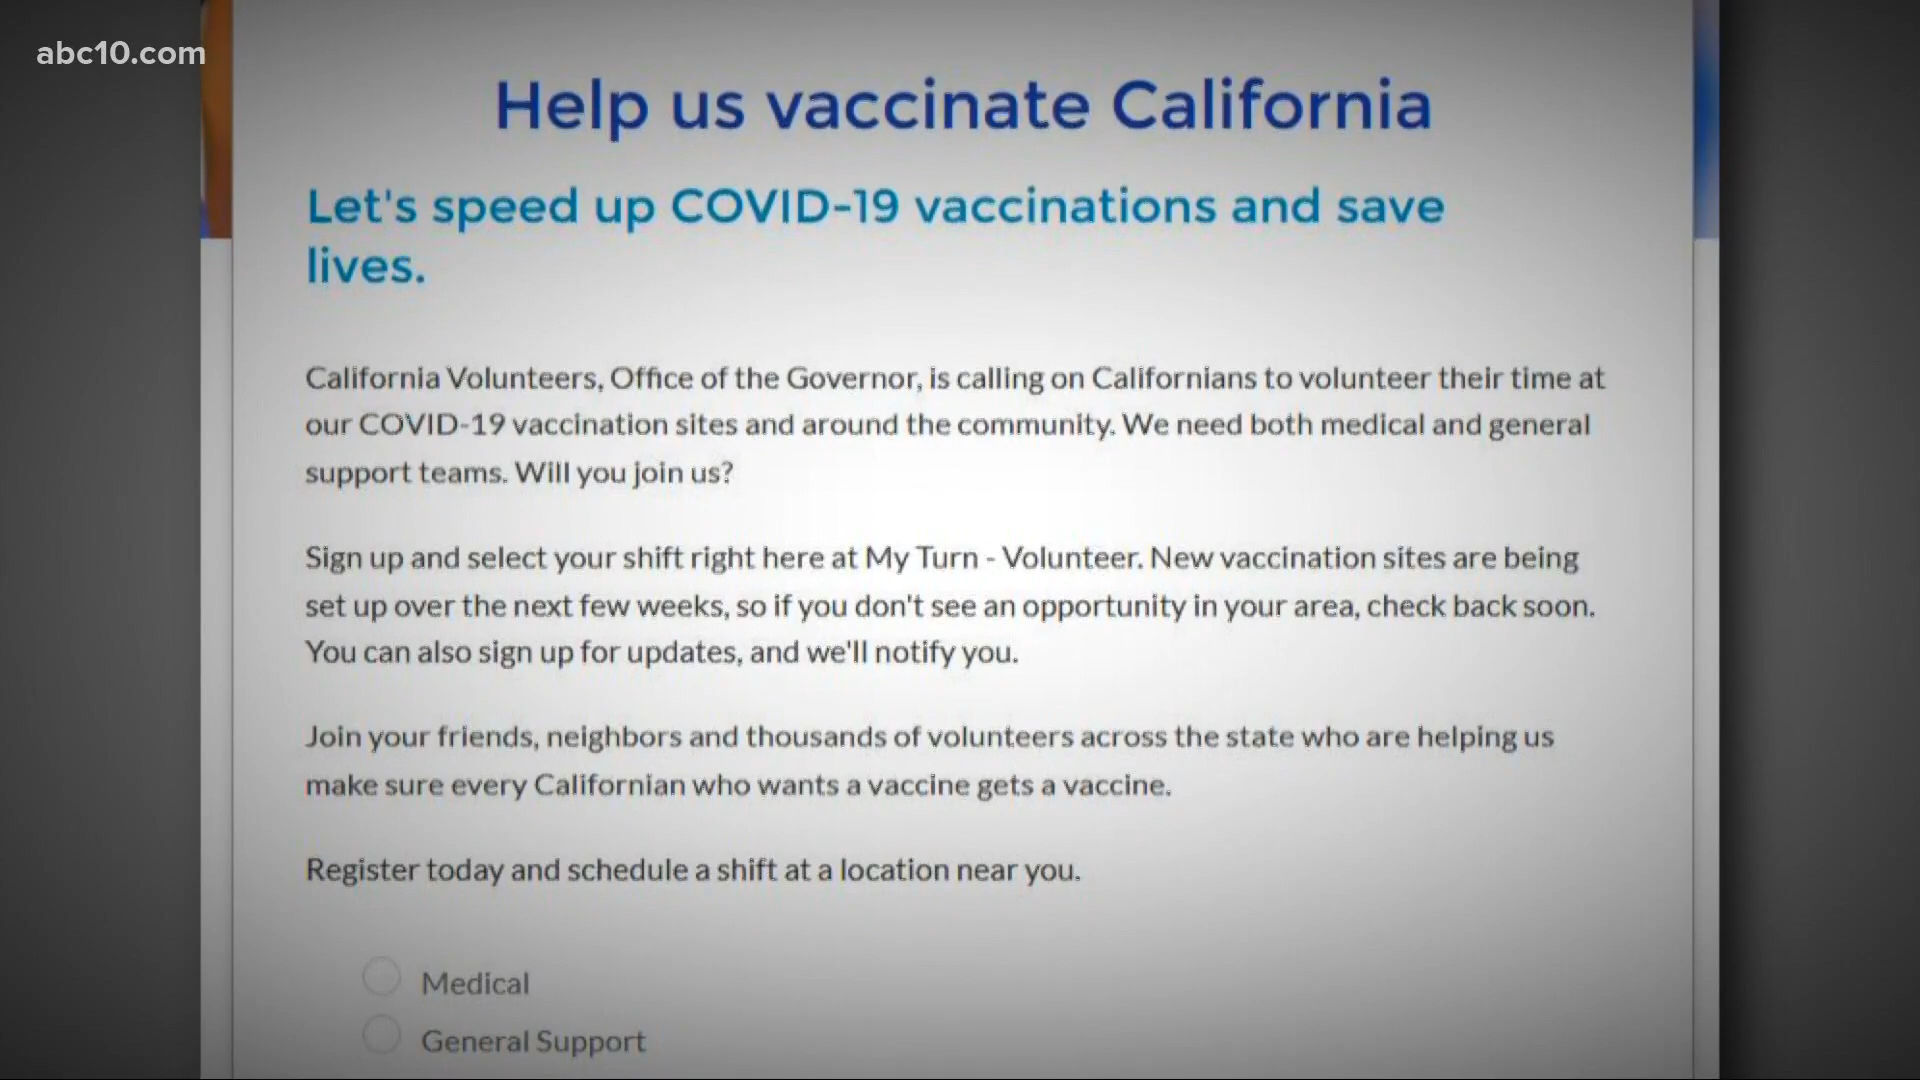 abc10.com
Help us vaccinate California
Let's speed up COVID-19 vaccinations and save
lives.
California Volunteers, Office of the Governor, is calling on Californians to volunteer their time at
our COVID-19 vaccination sites and around the community. We need both medical and general
support teams. Will you join us?
Sign up and select your shift right here at My Turn - Volunteer. New vaccination sites are being
set up over the next few weeks, so if you don't see an opportunity in your area, check back soon.
You can also sign up for updates, and we'll notify you.
Join your friends, neighbors and thousands of volunteers across the state who are helping us
make sure every Californian who wants a vaccine gets a vaccine.
Register today and schedule a shift at a location near you.
Medical
General Support